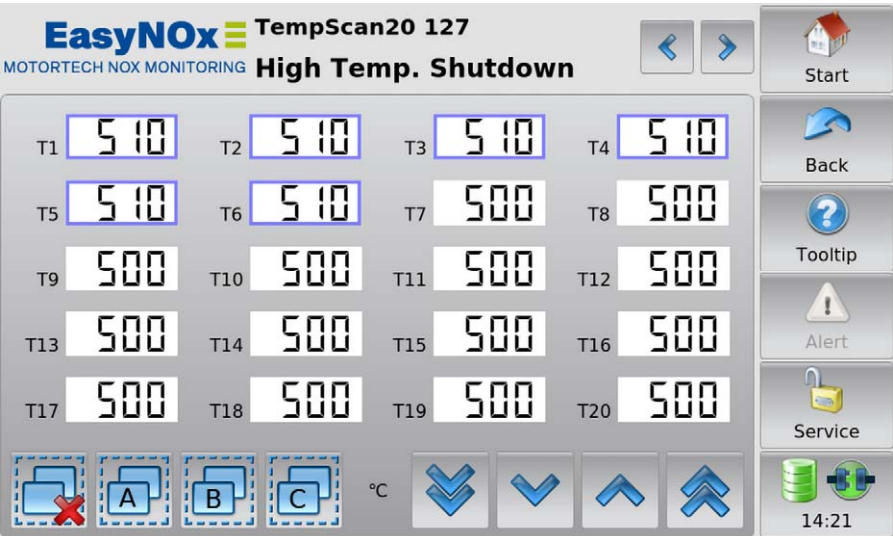 EasyNOx TempScan20 127
MOTORTECH NOX MONITORING High Temp. Shutdown
Start
T1 510 T2 510 T3 510 T4 510
Back
T5 510 T6 510 T7 500 T8 500
Tooltip
T9 500 T10 500 T11 500 T12 500
T13 500 T14 500 T15 500 T16 500
Alert
T17 500 T18 500 T19 500 T20 500
Service
A B C °C
14:21